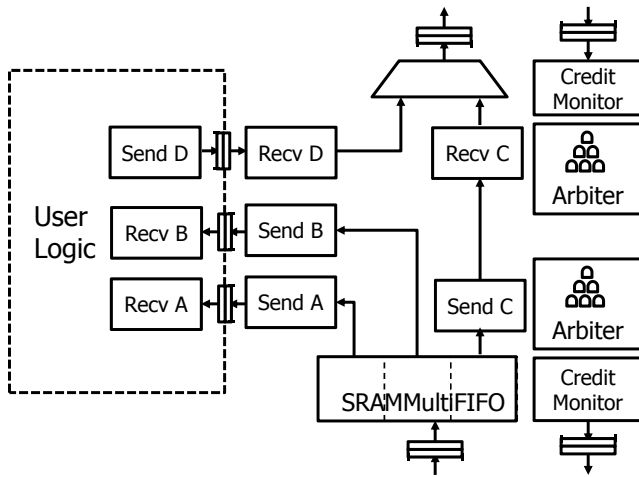 Credit
Monitor
Send D
Recv D
Recv C
Arbiter
User
Logic
Recv B
Send B
Recv A
Send A
Send C
Arbiter
SRAMMultiFIFO
Credit
Monitor